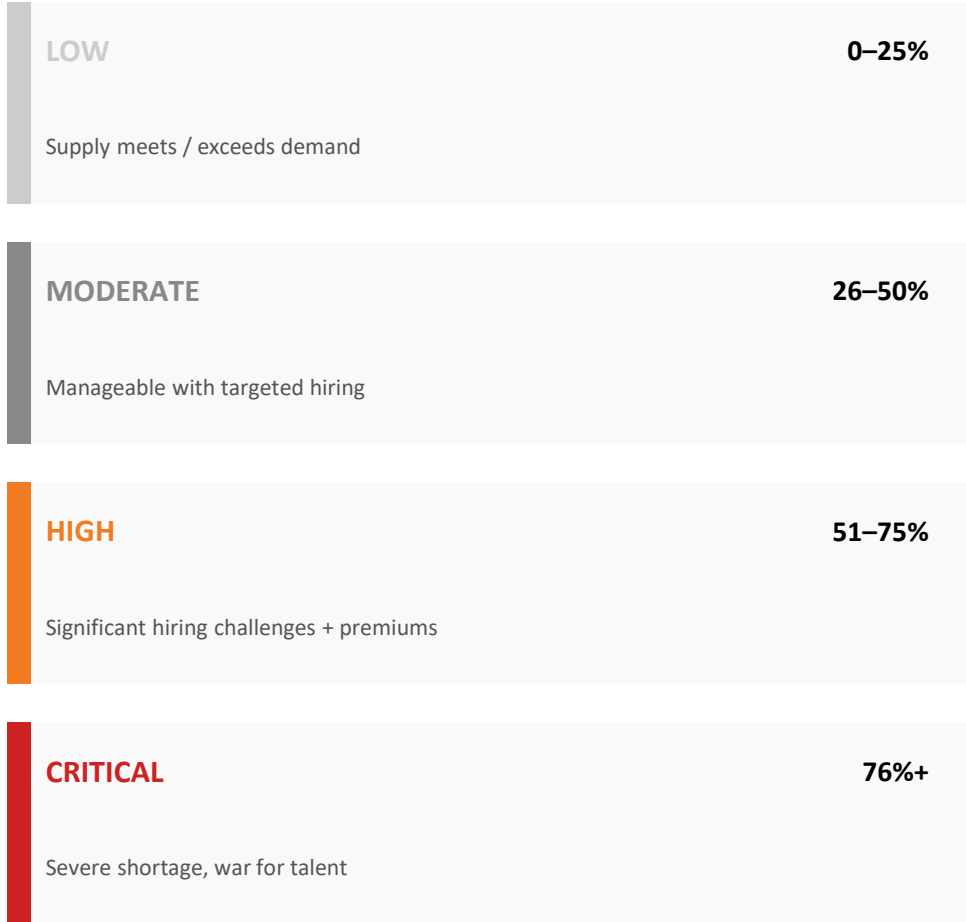 LOW 0–25%
Supply meets / exceeds demand
MODERATE 26–50%
Manageable with targeted hiring
HIGH 51–75%
Significant hiring challenges + premiums
CRITICAL 76%+
Severe shortage, war for talent